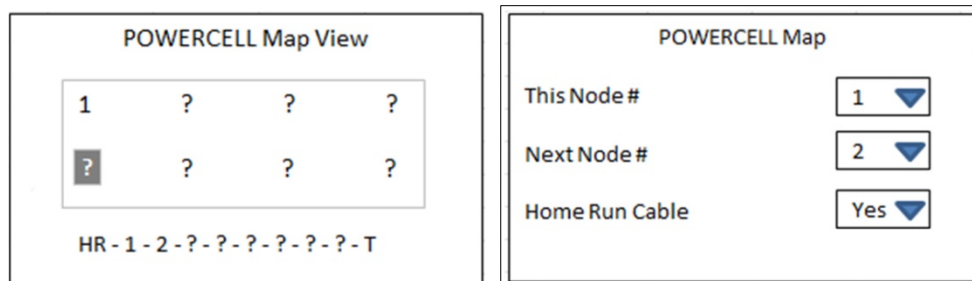 POWERCELL Map View
1 ? ? ?
? ? ? ?
HR - 1 - 2 - ? - ? - ? - ? - ? - ? - T
POWERCELL Map
This Node # 1
Next Node # 2
Home Run Cable Yes